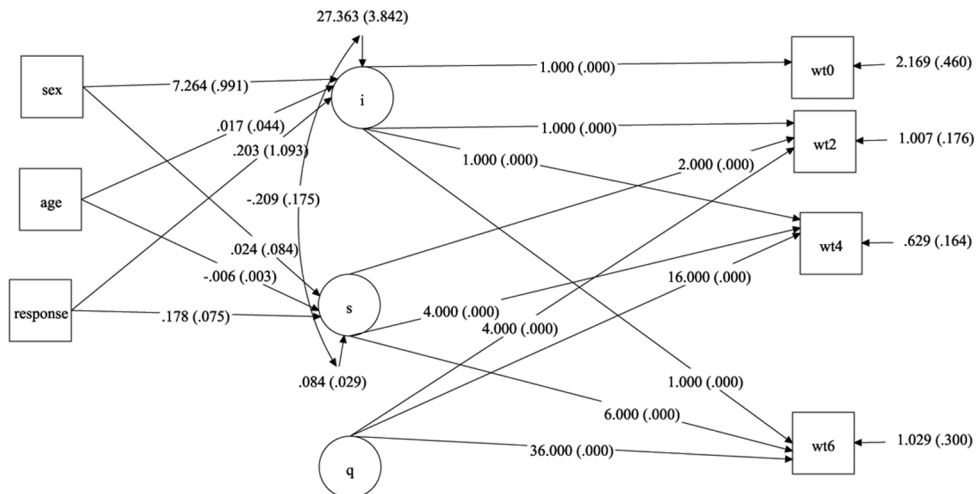 27.363 (3.842)
sex
7.264 (.991)
i
1.000 (.000)
wt0
2.169 (.460)
.017 (.044)
1.000 (.000)
wt2
1.007 (.176)
.203 (1.093)
1.000 (.000)
2.000 (.000)
age
-.209 (.175)
wt4
.629 (.164)
.024 (.084)
-.006 (.003)
16.000 (.000)
response
.178 (.075)
s
4.000 (.000)
4.000 (.000)
.084 (.029)
1.000 (.000)
6.000 (.000)
36.000 (.000)
wt6
1.029 (.300)
q